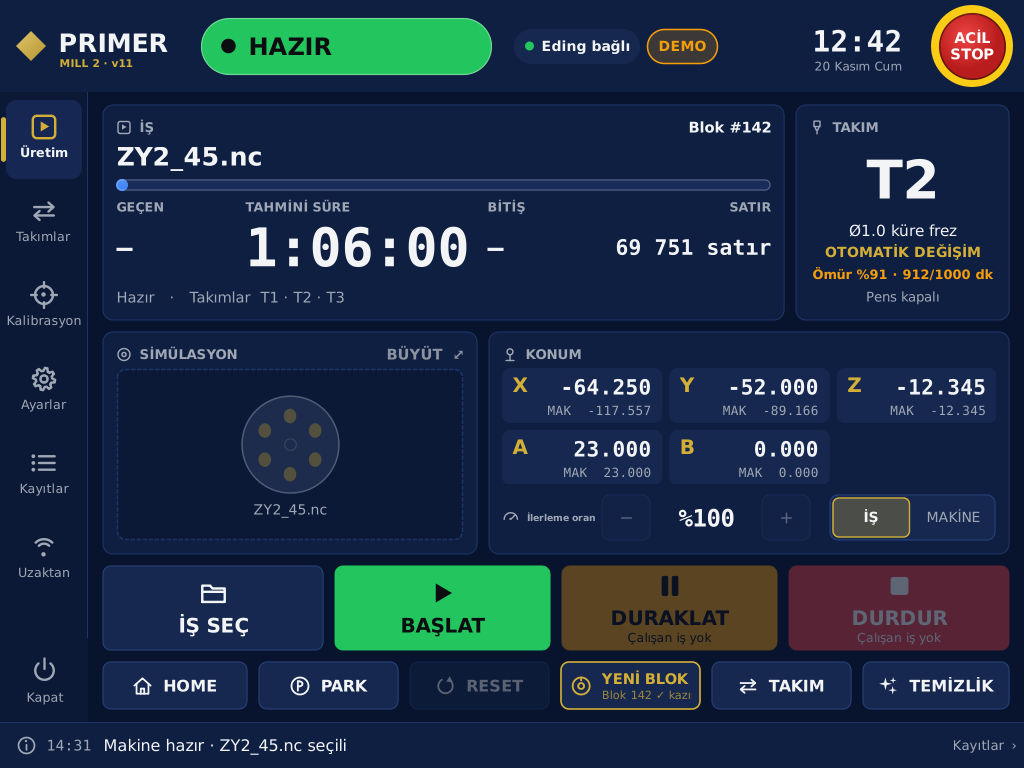 PRIMER
MILL 2 · v11
HAZIR
Eding bağlı
DEMO
12:42
20 Kasım Cum
ACİL
STOP
Üretim
Takımlar
Kalibrasyon
Ayarlar
Kayıtlar
Uzaktan
Kapat
İŞ
Blok #142
ZY2_45.nc
GEÇEN TAHMİNİ SÜRE BİTİŞ SATIR
— 1:06:00 — 69 751 satır
Hazır · Takımlar T1 · T2 · T3
TAKIM
T2
Ø1.0 küre frez
OTOMATİK DEĞİŞİM
Ömür %91 · 912/1000 dk
Pens kapalı
SİMÜLASYON BÜYÜT ⤢
ZY2_45.nc
KONUM
X -64.250
MAK -117.557
Y -52.000
MAK -89.166
Z -12.345
MAK -12.345
A 23.000
MAK 23.000
B 0.000
MAK 0.000
İlerleme oran − %100 +
İŞ MAKİNE
İŞ SEÇ
BAŞLAT
DURAKLAT
Çalışan iş yok
DURDUR
Çalışan iş yok
HOME
PARK
RESET
YENİ BLOK
Blok 142 ✓ kazı
TAKIM
TEMİZLİK
14:31 Makine hazır · ZY2_45.nc seçili
Kayıtlar ›